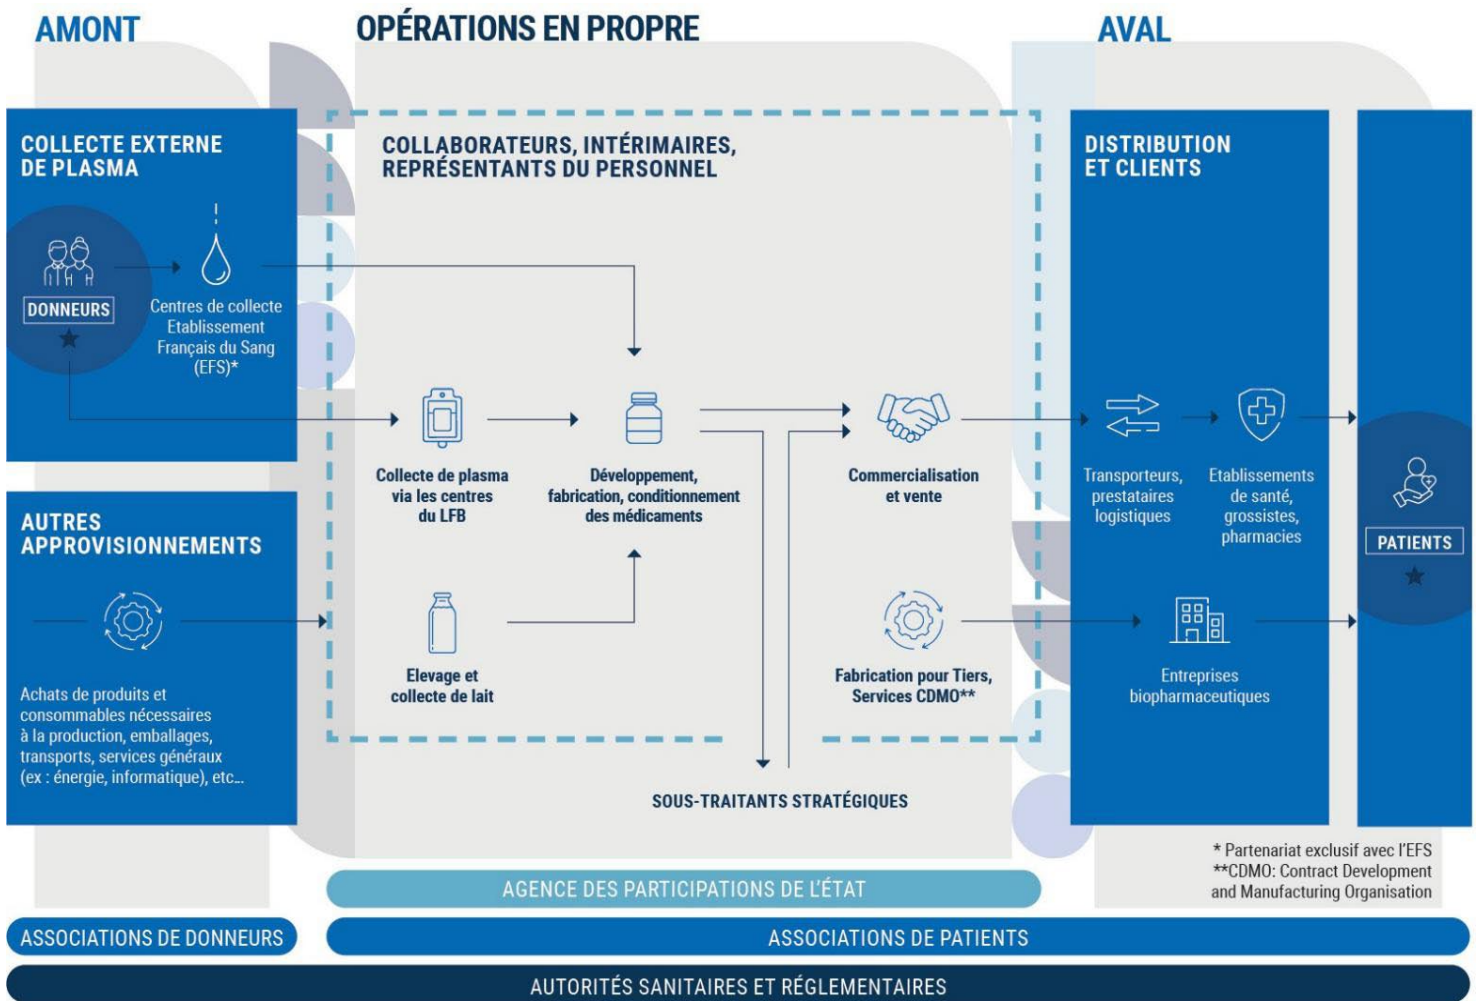 AMONT
OPÉRATIONS EN PROPRE
AVAL
COLLECTE EXTERNE
DE PLASMA
DONNEURS
Centres de collecte
Etablissement
Français du Sang
(EFS)*
AUTRES
APPROVISIONNEMENTS
Achats de produits et
consommables nécessaires
à la production, emballages,
transports, services généraux
(ex : énergie, informatique), etc...
COLLABORATEURS, INTÉRIMAIRES,
REPRÉSENTANTS DU PERSONNEL
Collecte de plasma
via les centres
du LFB
Développement,
fabrication, conditionnement
des médicaments
Commercialisation
et vente
Elevage et
collecte de lait
Fabrication pour Tiers,
Services CDMO**
SOUS-TRAITANTS STRATÉGIQUES
DISTRIBUTION
ET CLIENTS
Transporteurs,
prestataires
logistiques
Etablissements
de santé,
grossistes,
pharmacies
Entreprises
biopharmaceutiques
PATIENTS
* Partenariat exclusif avec l'EFS
**CDMO: Contract Development
and Manufacturing Organisation
AGENCE DES PARTICIPATIONS DE L'ÉTAT
ASSOCIATIONS DE DONNEURS
ASSOCIATIONS DE PATIENTS
AUTORITÉS SANITAIRES ET RÉGLEMENTAIRES